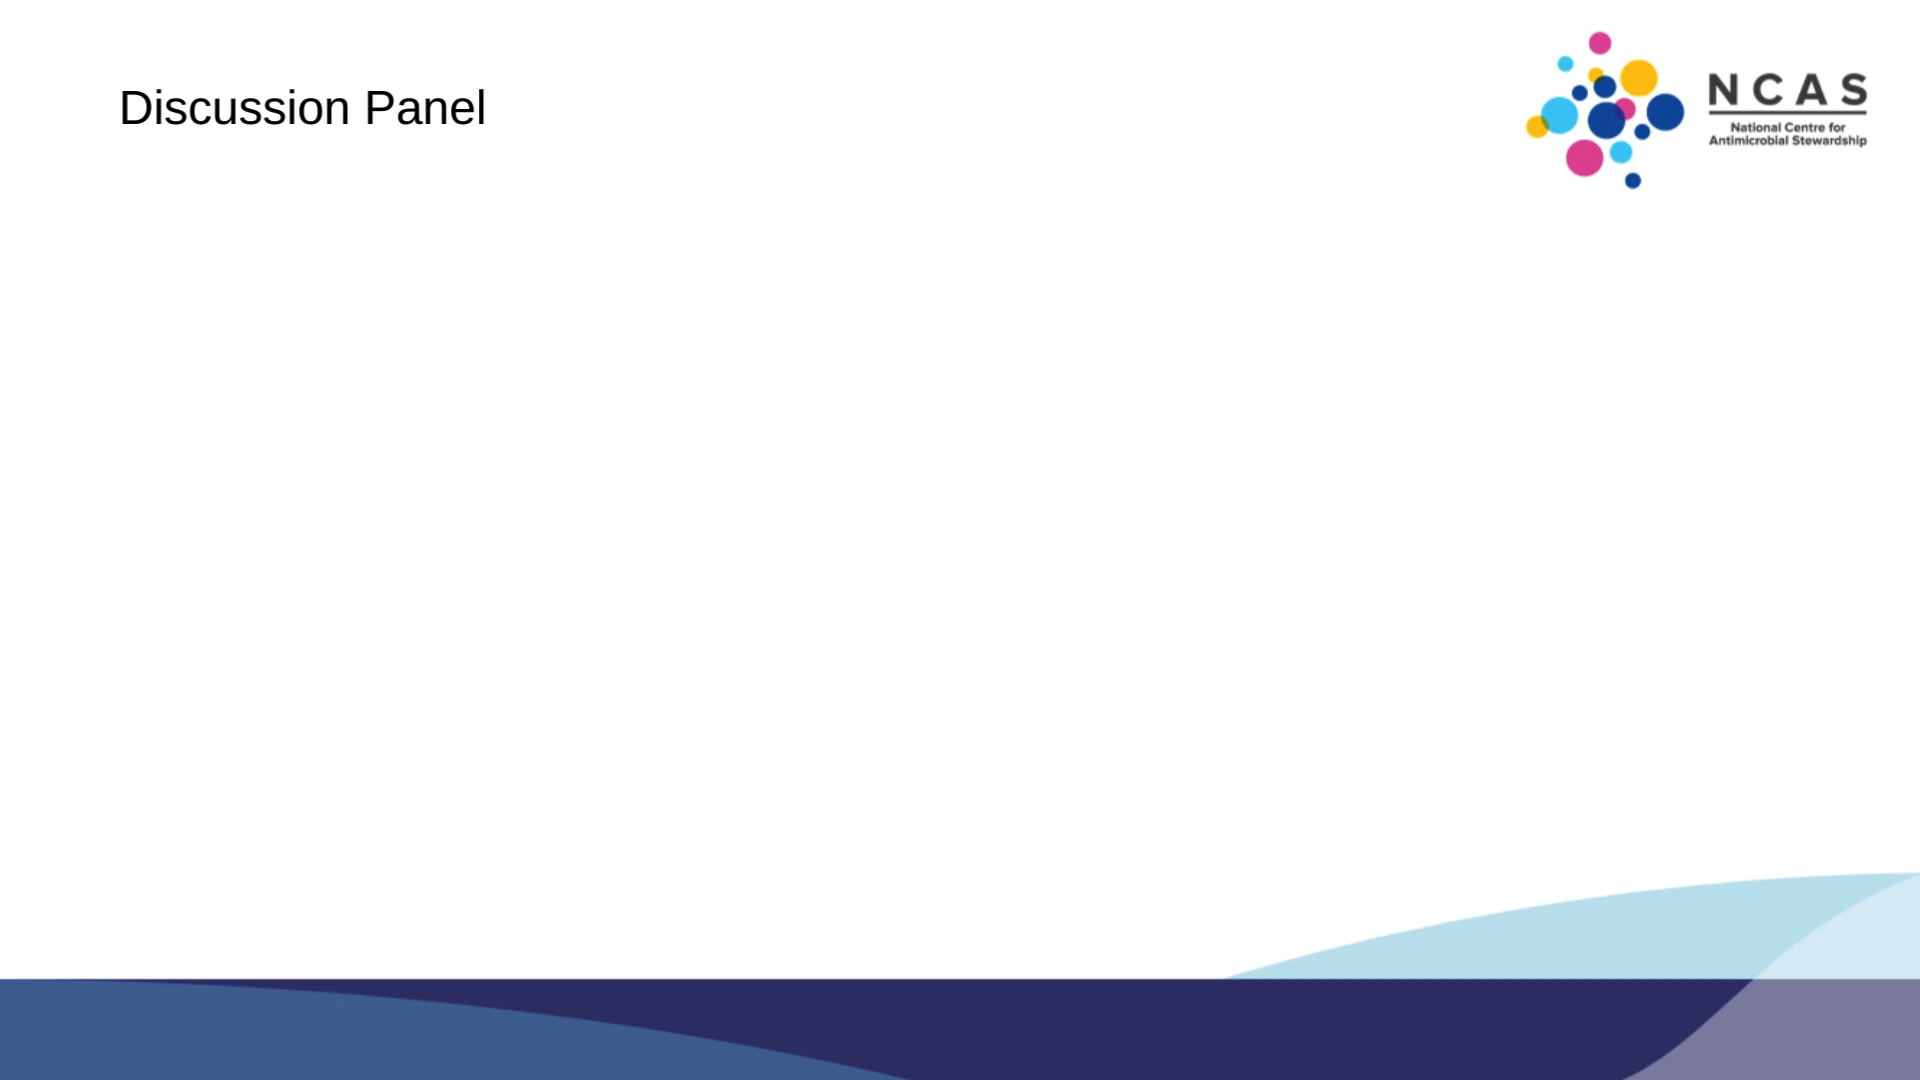 Discussion Panel
NCAS
National Centre for
Antimicrobial Stewardship